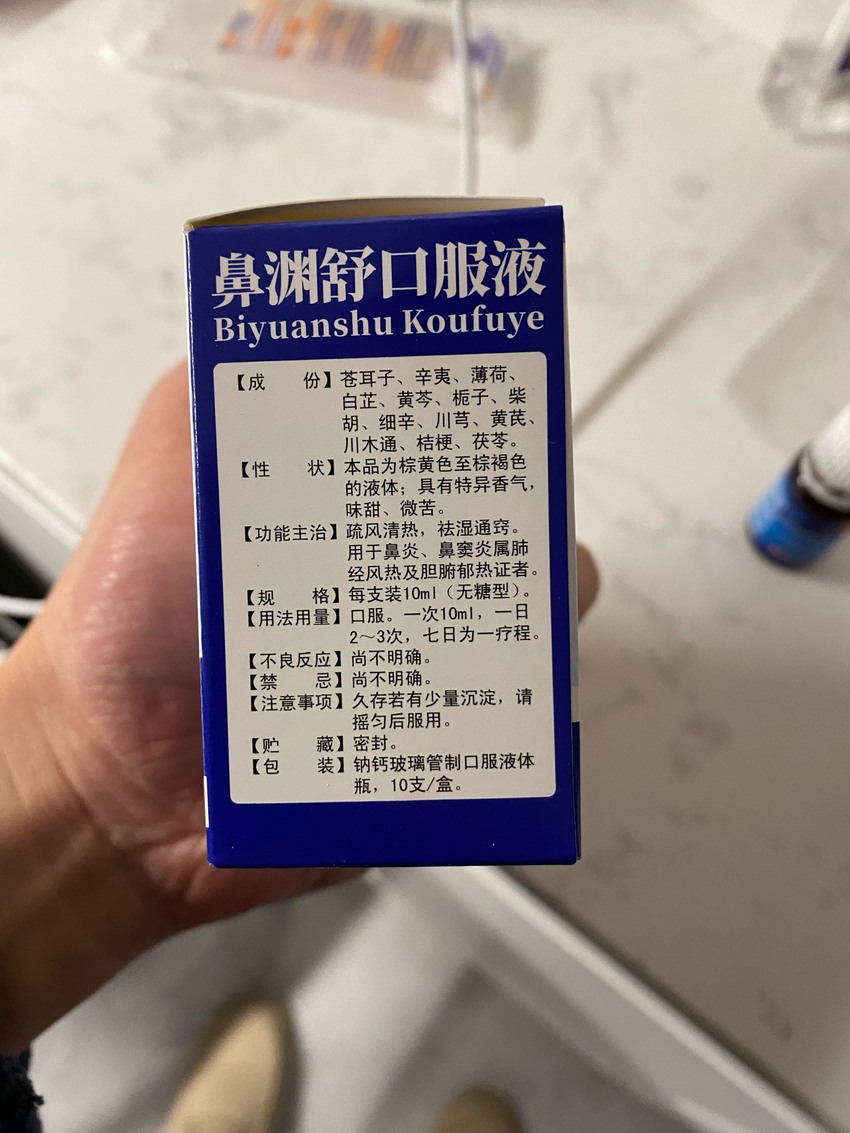 鼻渊舒口服液
Biyuanshu Koufuye
【成 份】苍耳子、辛夷、薄荷、
白芷、黄芩、栀子、柴
胡、细辛、川芎、黄芪、
川木通、桔梗、茯苓。
【性 状】本品为棕黄色至棕褐色
的液体；具有特异香气，
味甜、微苦。
【功能主治】疏风清热，祛湿通窍。
用于鼻炎、鼻窦炎属肺
经风热及胆腑郁热证者。
【规 格】每支装10ml（无糖型）。
【用法用量】口服。一次10ml，一日
2～3次，七日为一疗程。
【不良反应】尚不明确。
【禁 忌】尚不明确。
【注意事项】久存若有少量沉淀，请
摇匀后服用。
【贮 藏】密封。
【包 装】钠钙玻璃管制口服液体
瓶，10支/盒。